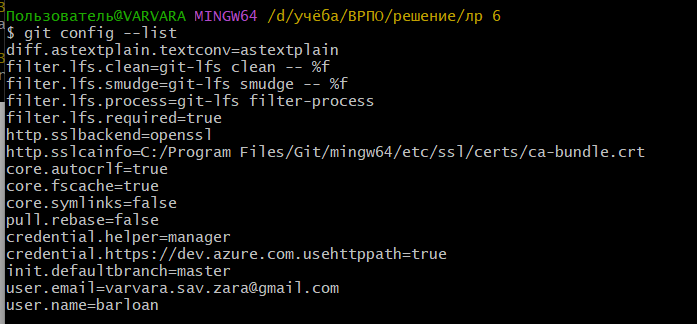 Пользователь@VARVARA MINGW64 /d/учёба/ВРПО/решение/лр 6
$ git config --list
diff.astextplain.textconv=astextplain
filter.lfs.clean=git-lfs clean -- %f
filter.lfs.smudge=git-lfs smudge -- %f
filter.lfs.process=git-lfs filter-process
filter.lfs.required=true
http.sslbackend=openssl
http.sslcainfo=C:/Program Files/Git/mingw64/etc/ssl/certs/ca-bundle.crt
core.autocrlf=true
core.fscache=true
core.symlinks=false
pull.rebase=false
credential.helper=manager
credential.https://dev.azure.com.usehttppath=true
init.defaultbranch=master
user.email=varvara.sav.zara@gmail.com
user.name=barloan